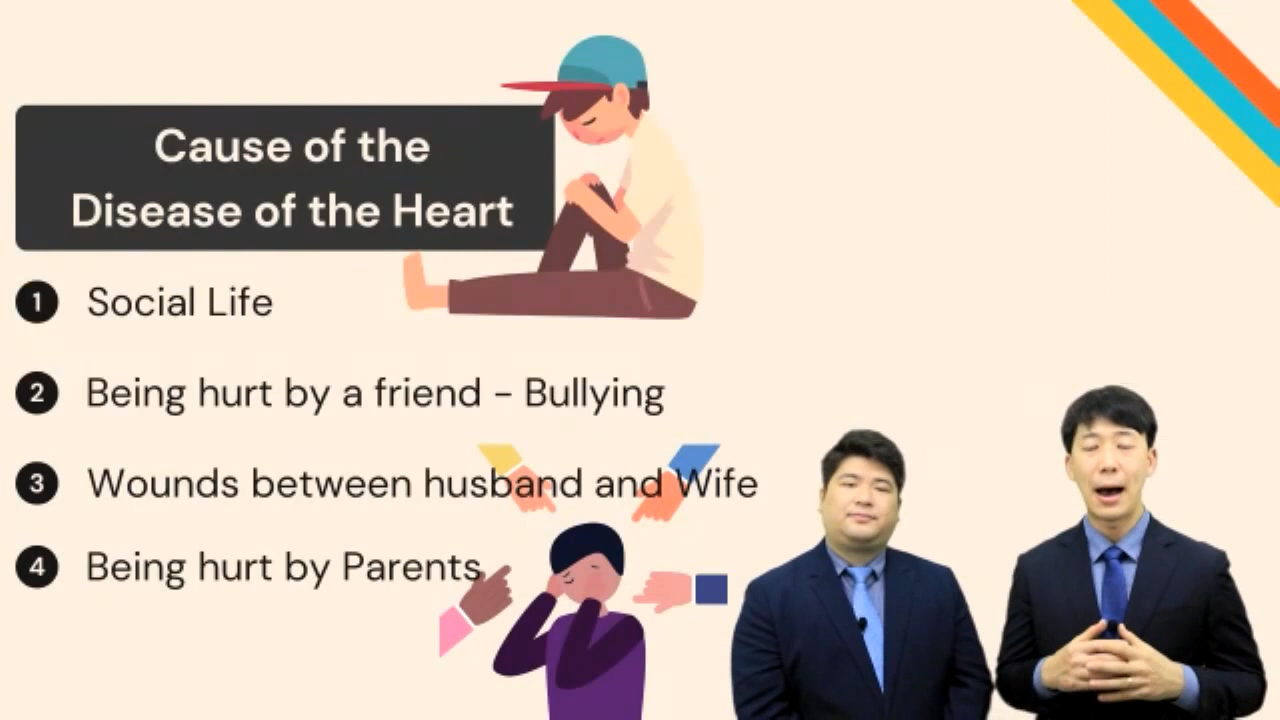 Cause of the
Disease of the Heart
1 Social Life
2 Being hurt by a friend - Bullying
3 Wounds between husband and Wife
4 Being hurt by Parents